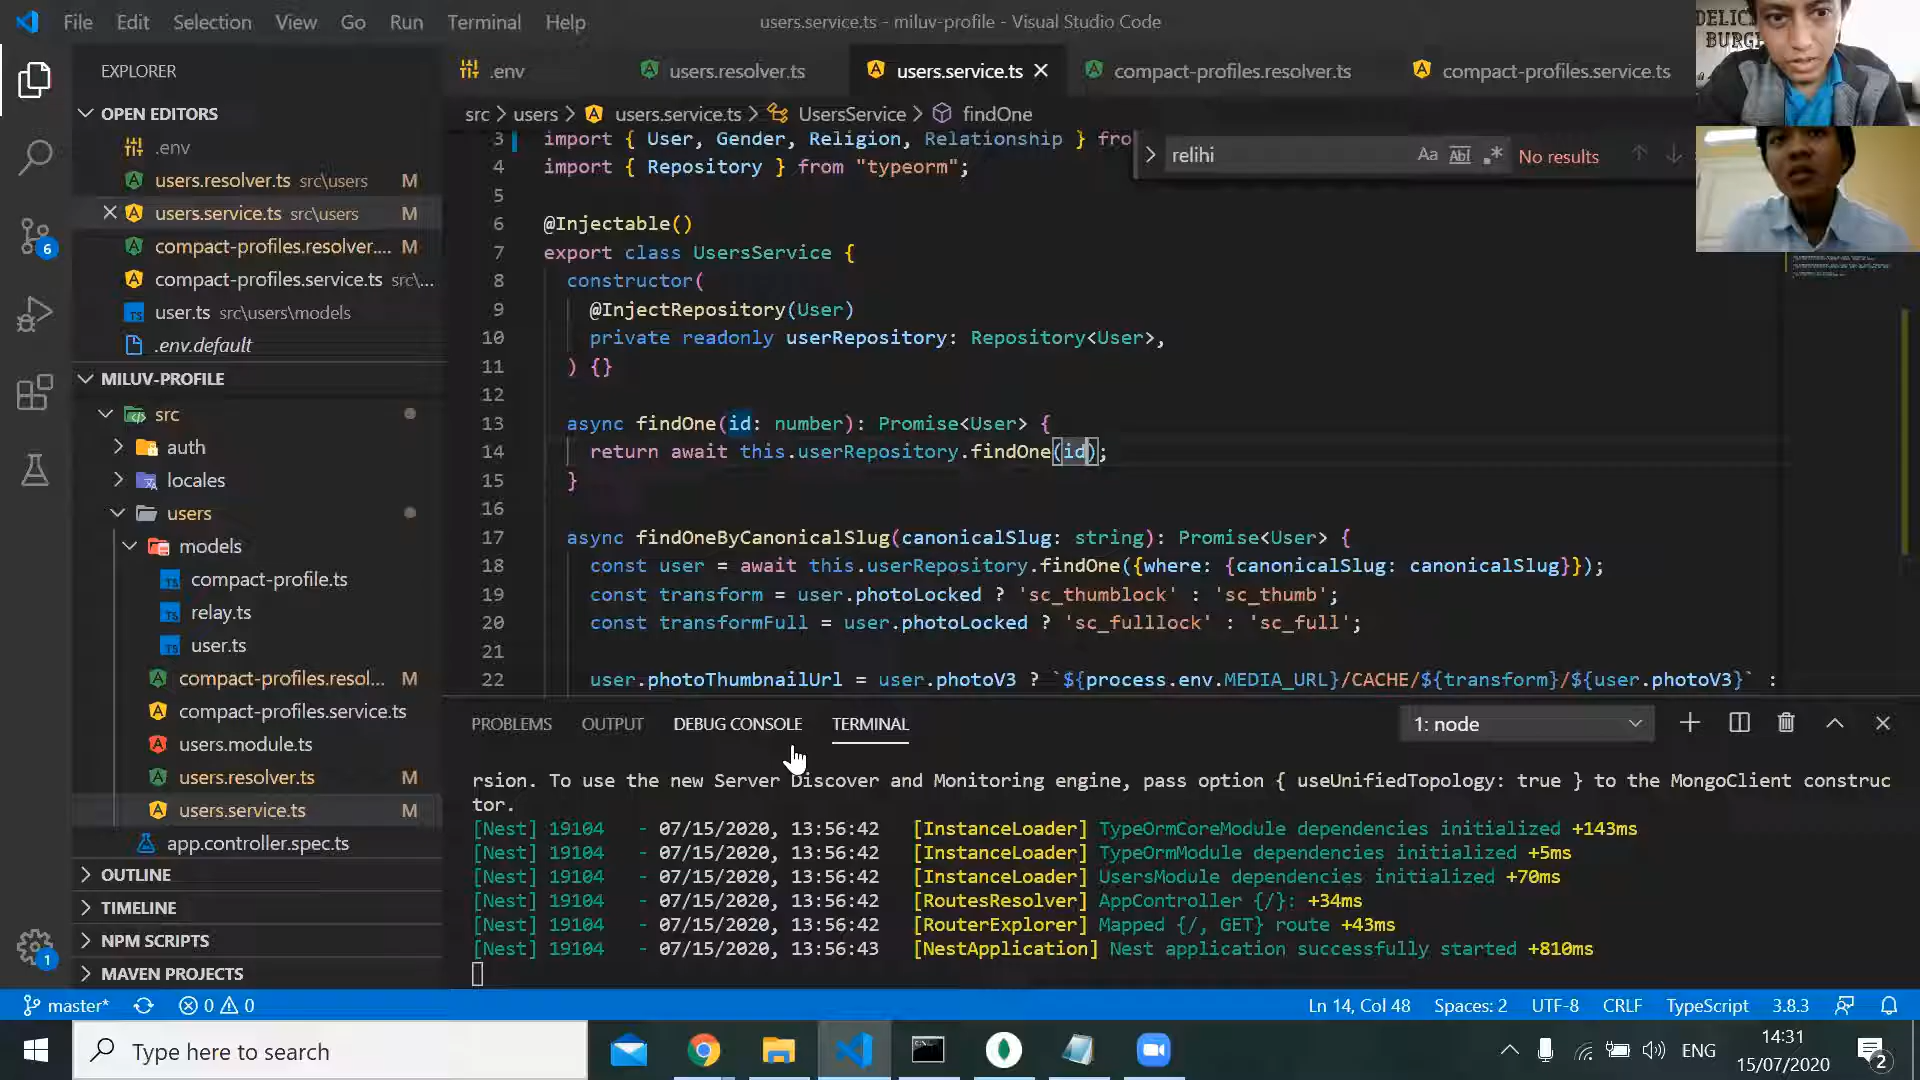 File Edit Selection View Go Run Terminal Help
users.service.ts - miluv-profile - Visual Studio Code
EXPLORER
OPEN EDITORS
.env
users.resolver.ts src\users M
users.service.ts src\users M
compact-profiles.resolver.... M
compact-profiles.service.ts src\...
user.ts src\users\models
.env.default
MILUV-PROFILE
src
auth
locales
users
models
compact-profile.ts
relay.ts
user.ts
compact-profiles.resol... M
compact-profiles.service.ts
users.module.ts
users.resolver.ts M
users.service.ts M
app.controller.spec.ts
OUTLINE
TIMELINE
NPM SCRIPTS
MAVEN PROJECTS
6
1
.env users.resolver.ts users.service.ts compact-profiles.resolver.ts compact-profiles.service.ts
src > users > users.service.ts > UsersService > findOne
relihi Aa Abl .* No results
3 import { User, Gender, Religion, Relationship } fro
4 import { Repository } from "typeorm";
5
6 @Injectable()
7 export class UsersService {
8 constructor(
9 @InjectRepository(User)
10 private readonly userRepository: Repository<User>,
11 ) {}
12
13 async findOne(id: number): Promise<User> {
14 return await this.userRepository.findOne(id);
15 }
16
17 async findOneByCanonicalSlug(canonicalSlug: string): Promise<User> {
18 const user = await this.userRepository.findOne({where: {canonicalSlug: canonicalSlug}});
19 const transform = user.photoLocked ? 'sc_thumblock' : 'sc_thumb';
20 const transformFull = user.photoLocked ? 'sc_fulllock' : 'sc_full';
21
22 user.photoThumbnailUrl = user.photoV3 ? `${process.env.MEDIA_URL}/CACHE/${transform}/${user.photoV3}` :
PROBLEMS OUTPUT DEBUG CONSOLE TERMINAL
1: node
rsion. To use the new Server Discover and Monitoring engine, pass option { useUnifiedTopology: true } to the MongoClient construc
tor.
[Nest] 19104 - 07/15/2020, 13:56:42 [InstanceLoader] TypeOrmCoreModule dependencies initialized +143ms
[Nest] 19104 - 07/15/2020, 13:56:42 [InstanceLoader] TypeOrmModule dependencies initialized +5ms
[Nest] 19104 - 07/15/2020, 13:56:42 [InstanceLoader] UsersModule dependencies initialized +70ms
[Nest] 19104 - 07/15/2020, 13:56:42 [RoutesResolver] AppController {/}: +34ms
[Nest] 19104 - 07/15/2020, 13:56:42 [RouterExplorer] Mapped {/, GET} route +43ms
[Nest] 19104 - 07/15/2020, 13:56:43 [NestApplication] Nest application successfully started +810ms
master* 0 0
Ln 14, Col 48 Spaces: 2 UTF-8 CRLF TypeScript 3.8.3
Type here to search
ENG
14:31
15/07/2020
2